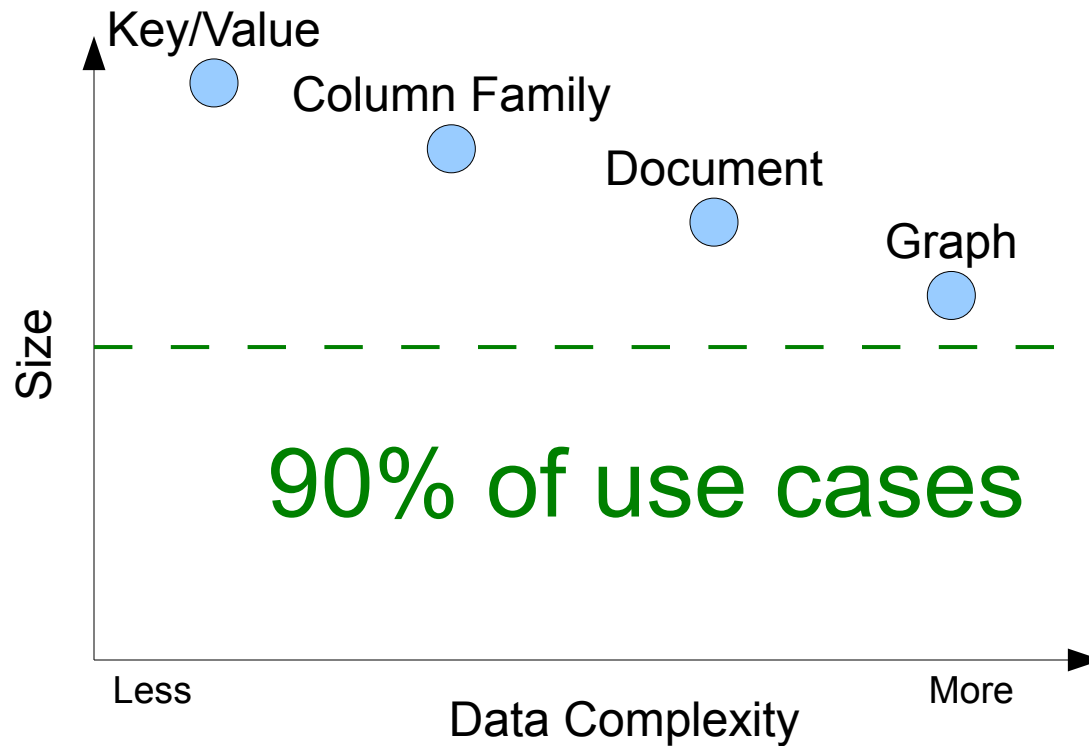 Key/Value
Column Family
Document
Graph
Size
90% of use cases
Less
More
Data Complexity